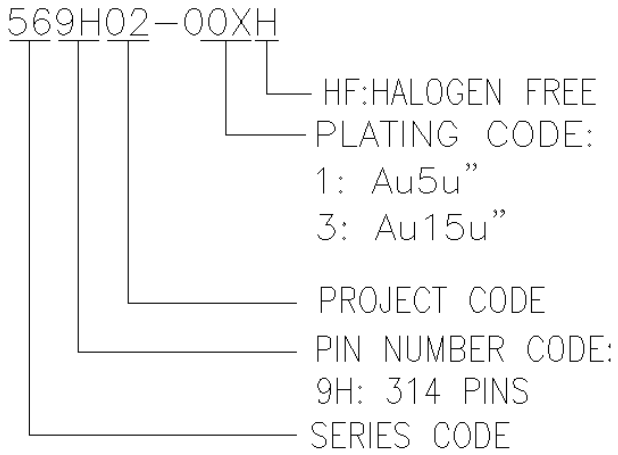 569H02-00XH
HF:HALOGEN FREE
PLATING CODE:
1: Au5u”
3: Au15u”
PROJECT CODE
PIN NUMBER CODE:
9H: 314 PINS
SERIES CODE